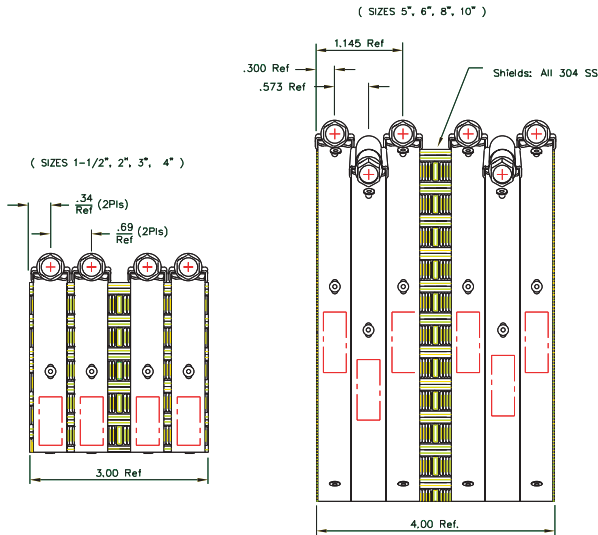 ( SIZES 5", 6", 8", 10" )
1.145 Ref
.300 Ref
.573 Ref
Shields: All 304 SS
( SIZES 1-1/2", 2", 3", 4" )
.34 Ref (2Pls)
.69 Ref (2Pls)
3.00 Ref
4.00 Ref.